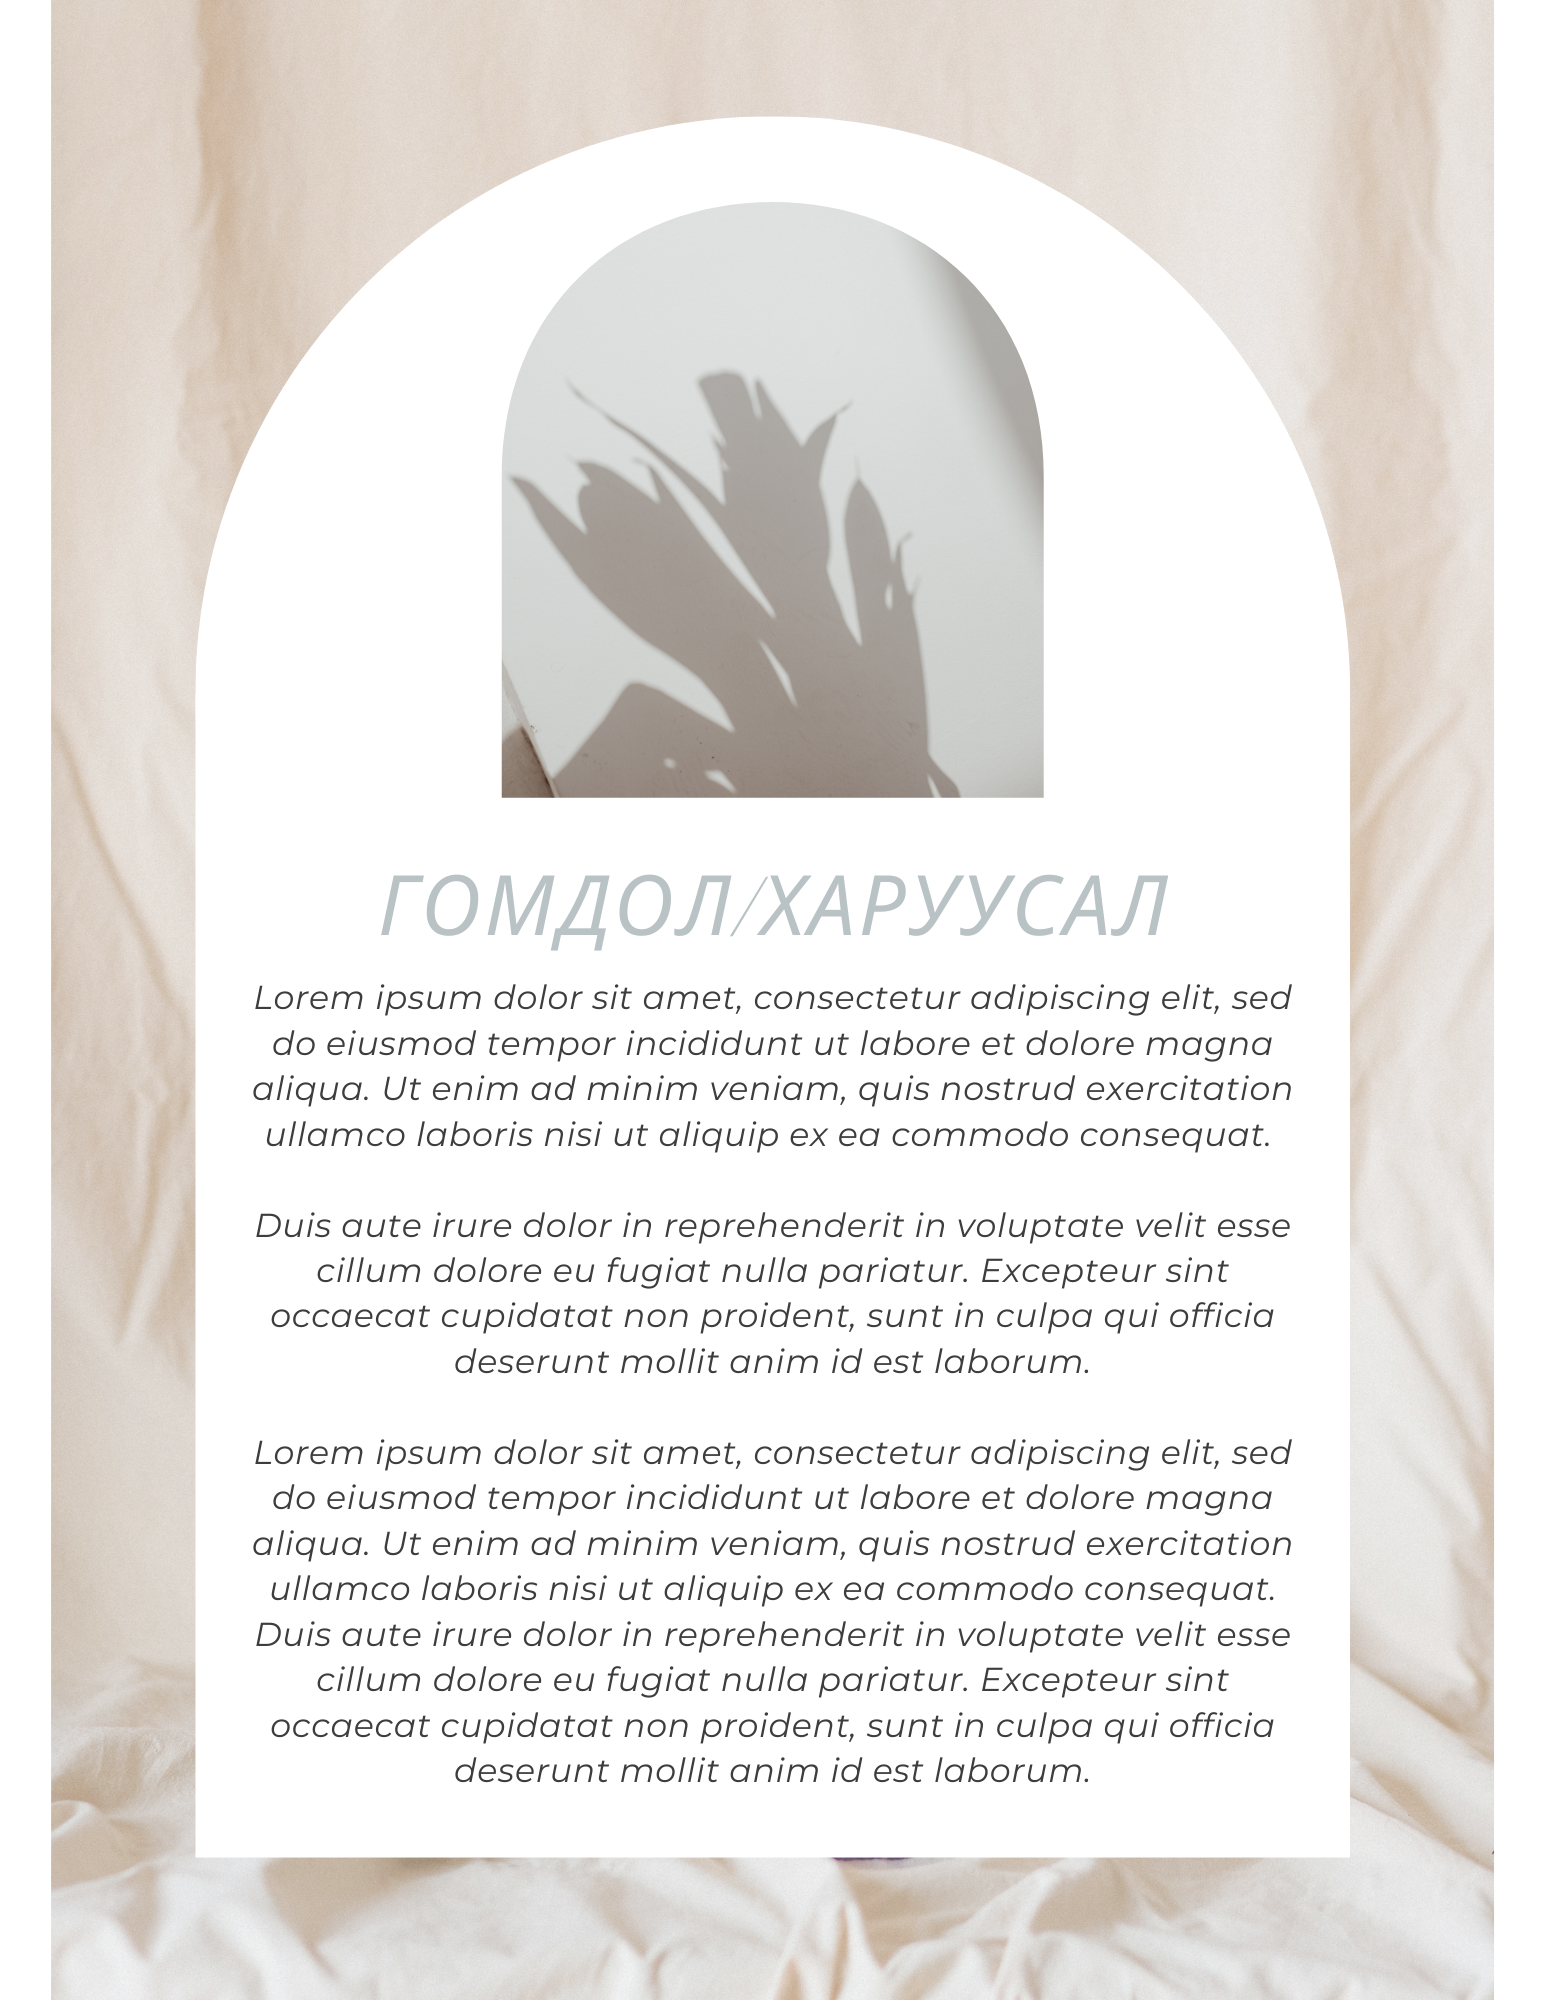 ГОМДОЛ/ХАРУУСАЛ
Lorem ipsum dolor sit amet, consectetur adipiscing elit, sed
do eiusmod tempor incididunt ut labore et dolore magna
aliqua. Ut enim ad minim veniam, quis nostrud exercitation
ullamco laboris nisi ut aliquip ex ea commodo consequat.
Duis aute irure dolor in reprehenderit in voluptate velit esse
cillum dolore eu fugiat nulla pariatur. Excepteur sint
occaecat cupidatat non proident, sunt in culpa qui officia
deserunt mollit anim id est laborum.
Lorem ipsum dolor sit amet, consectetur adipiscing elit, sed
do eiusmod tempor incididunt ut labore et dolore magna
aliqua. Ut enim ad minim veniam, quis nostrud exercitation
ullamco laboris nisi ut aliquip ex ea commodo consequat.
Duis aute irure dolor in reprehenderit in voluptate velit esse
cillum dolore eu fugiat nulla pariatur. Excepteur sint
occaecat cupidatat non proident, sunt in culpa qui officia
deserunt mollit anim id est laborum.